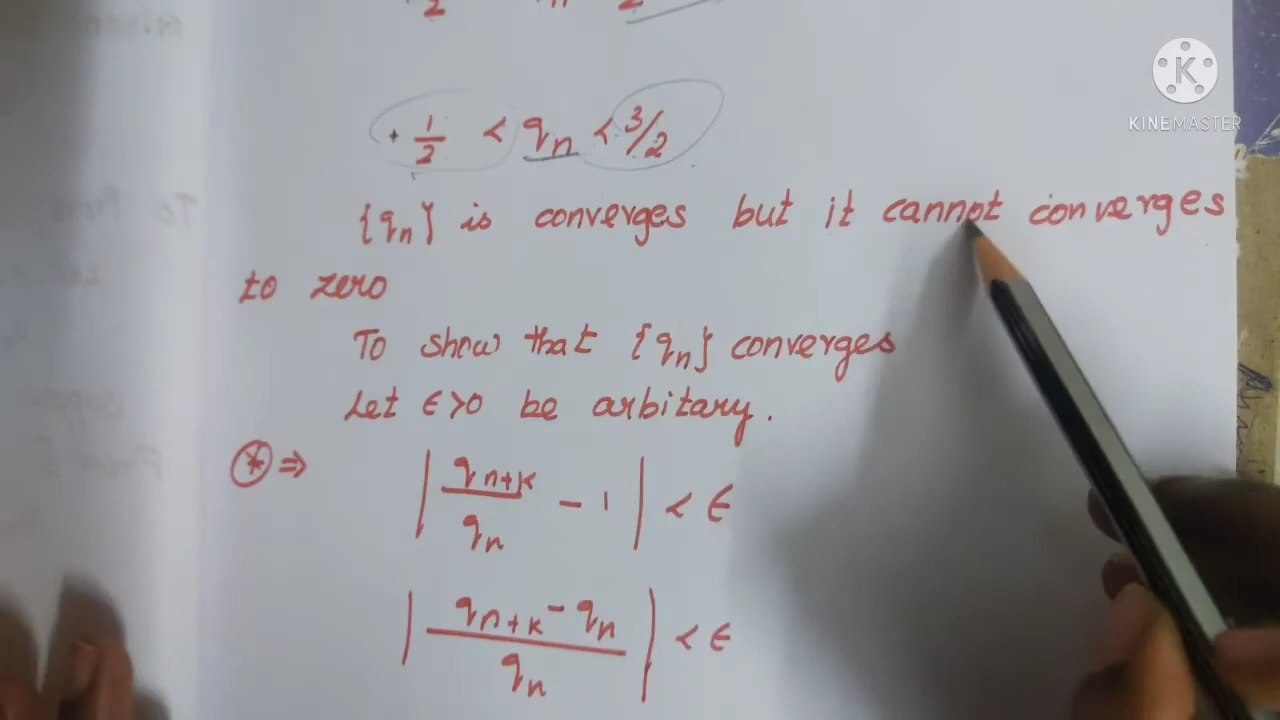 1/2 < qn < 3/2
{qn} is converges but it cannot converges
to zero
To show that {qn} converges
Let ϵ>0 be arbitary.
* ⇒ | qn+k / qn - 1 | < ϵ
| qn+k - qn / qn | < ϵ
KINEMASTER